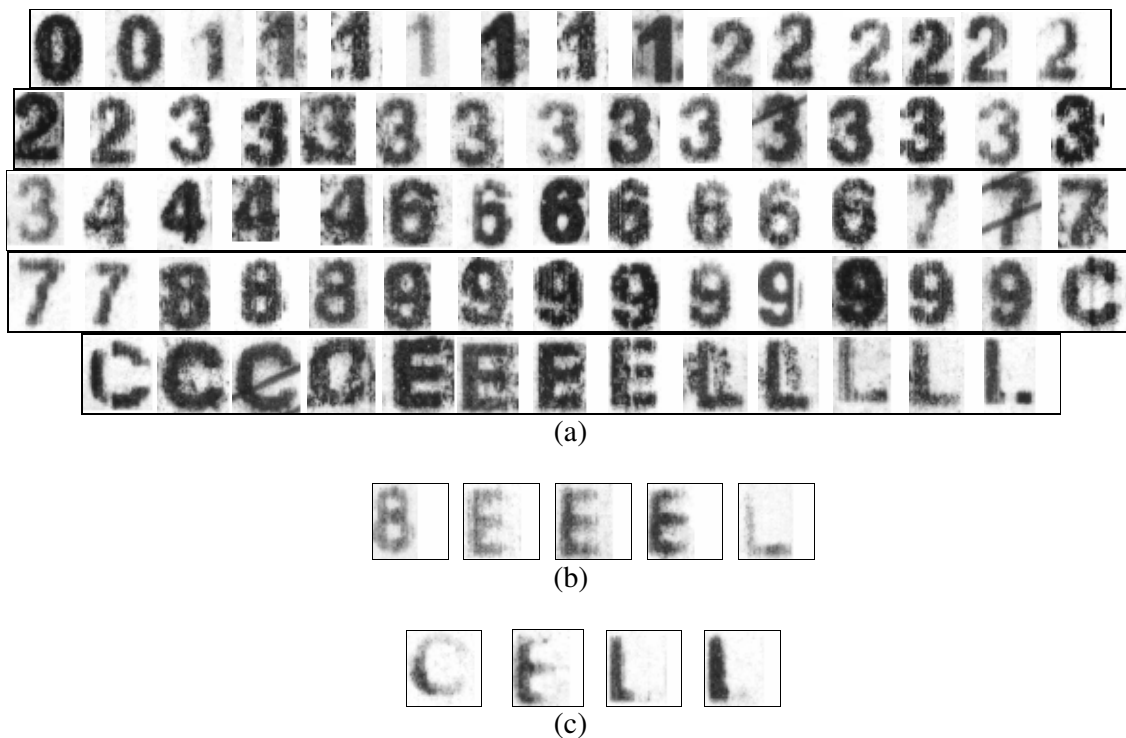 0 0 1 1 1 1 1 1 1 2 2 2 2 2 2
2 2 3 3 3 3 3 3 3 3 3 3 3 3 3
3 4 4 4 4 6 6 6 6 6 6 6 7 7 7
7 7 8 8 8 8 9 9 9 9 9 9 9 9 C
C C C E E E E L L L L L
(a)
8 E E E L
(b)
C E L L
(c)